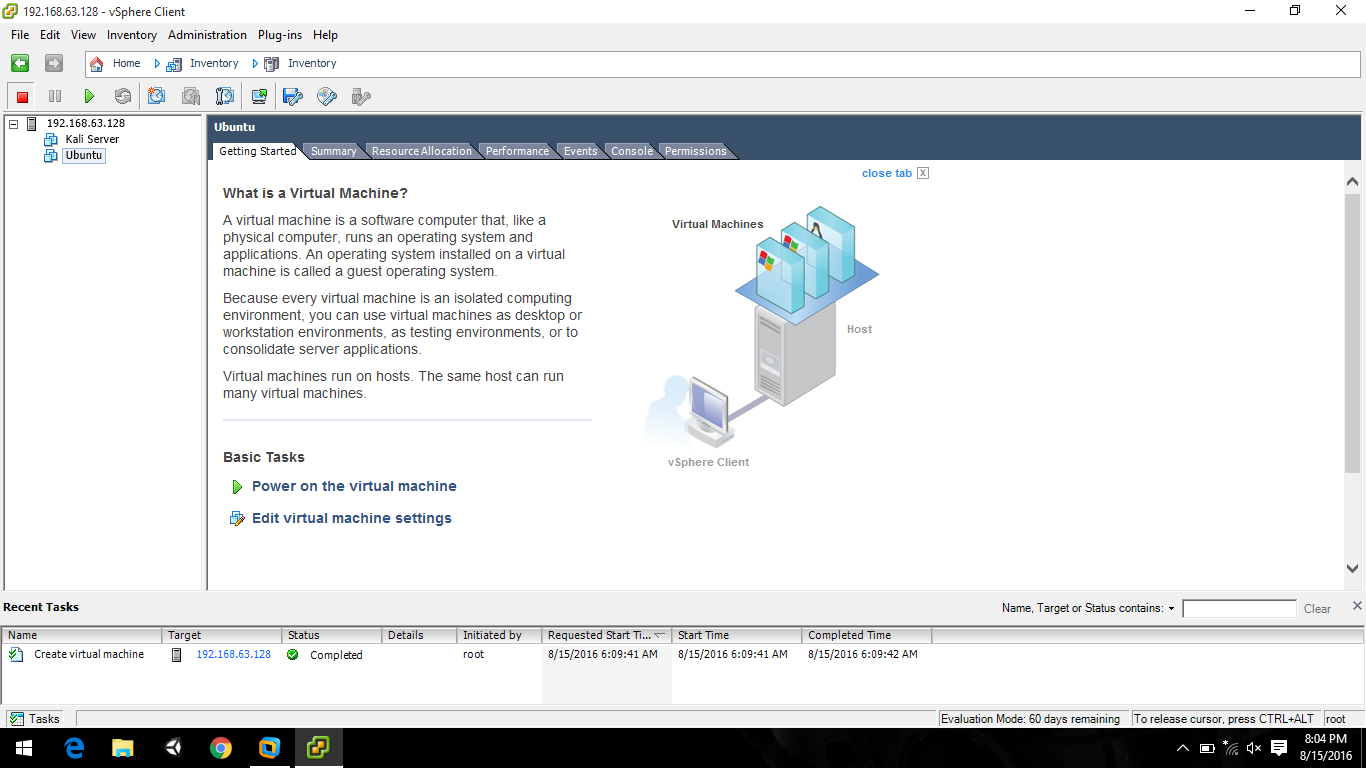 192.168.63.128 - vSphere Client
File Edit View Inventory Administration Plug-ins Help
Home Inventory Inventory
192.168.63.128
Kali Server
Ubuntu
Ubuntu
Getting Started Summary Resource Allocation Performance Events Console Permissions
close tab X
What is a Virtual Machine?
A virtual machine is a software computer that, like a
physical computer, runs an operating system and
applications. An operating system installed on a virtual
machine is called a guest operating system.
Because every virtual machine is an isolated computing
environment, you can use virtual machines as desktop or
workstation environments, as testing environments, or to
consolidate server applications.
Virtual machines run on hosts. The same host can run
many virtual machines.
Basic Tasks
Power on the virtual machine
Edit virtual machine settings
Virtual Machines
Host
vSphere Client
Recent Tasks
Name, Target or Status contains: Clear
Name Target Status Details Initiated by Requested Start Ti... Start Time Completed Time
Create virtual machine 192.168.63.128 Completed root 8/15/2016 6:09:41 AM 8/15/2016 6:09:41 AM 8/15/2016 6:09:42 AM
Tasks Evaluation Mode: 60 days remaining To release cursor, press CTRL+ALT root
8:04 PM
8/15/2016